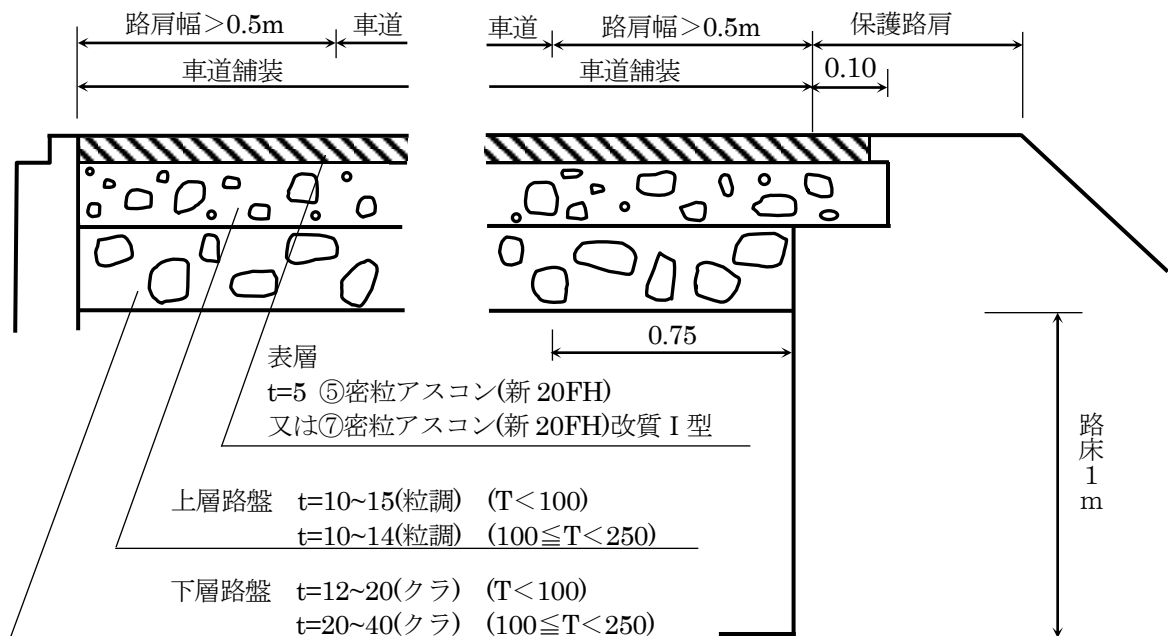 路肩幅＞0.5m 車道 車道 路肩幅＞0.5m 保護路肩
車道舗装 車道舗装 0.10
0.75
表層
t=5 ⑤密粒アスコン(新 20FH)
又は⑦密粒アスコン(新 20FH)改質Ⅰ型
路床1m
上層路盤 t=10~15(粒調) (T＜100)
t=10~14(粒調) (100≦T＜250)
下層路盤 t=12~20(クラ) (T＜100)
t=20~40(クラ) (100≦T＜250)